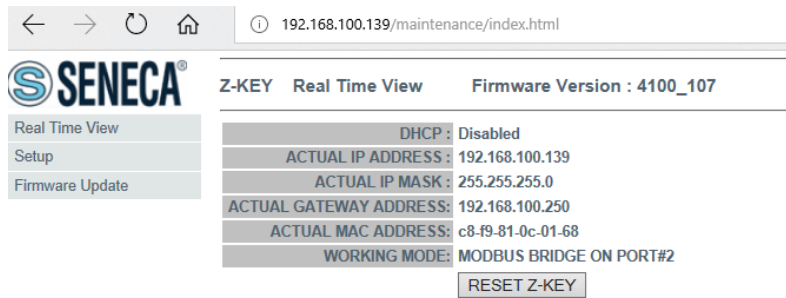 192.168.100.139/maintenance/index.html
S SENECA®
Z-KEY Real Time View Firmware Version : 4100_107
Real Time View
Setup
Firmware Update
DHCP : Disabled
ACTUAL IP ADDRESS : 192.168.100.139
ACTUAL IP MASK : 255.255.255.0
ACTUAL GATEWAY ADDRESS: 192.168.100.250
ACTUAL MAC ADDRESS: c8-f9-81-0c-01-68
WORKING MODE: MODBUS BRIDGE ON PORT#2
RESET Z-KEY